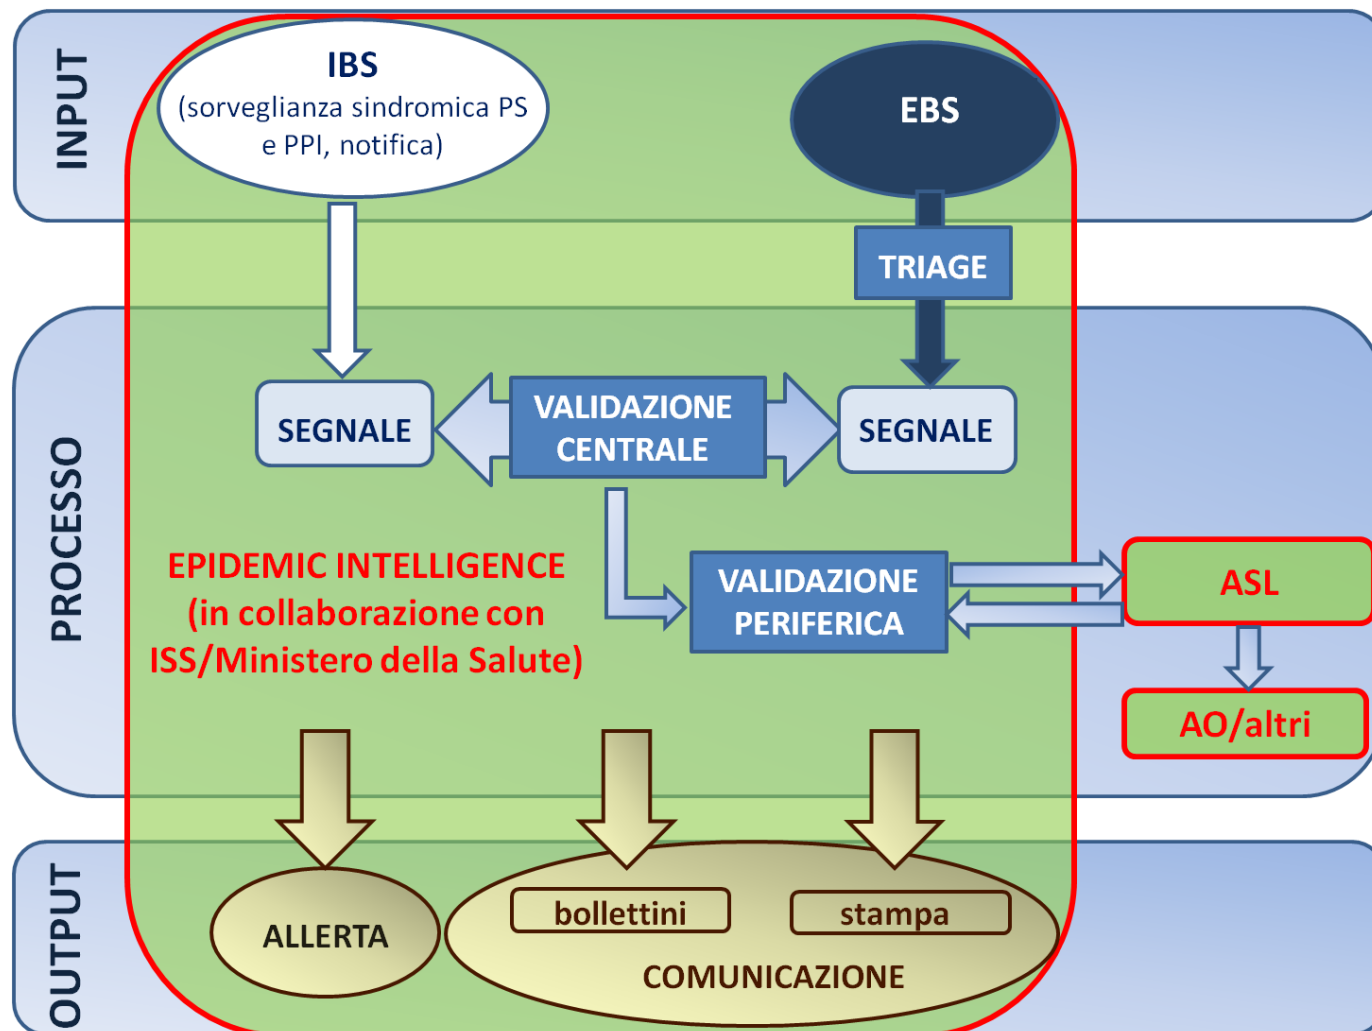 INPUT
IBS
(sorveglianza sindromica PS
e PPI, notifica)
EBS
TRIAGE
PROCESSO
SEGNALE
VALIDAZIONE
CENTRALE
SEGNALE
EPIDEMIC INTELLIGENCE
(in collaborazione con
ISS/Ministero della Salute)
VALIDAZIONE
PERIFERICA
ASL
AO/altri
OUTPUT
ALLERTA
bollettini
stampa
COMUNICAZIONE